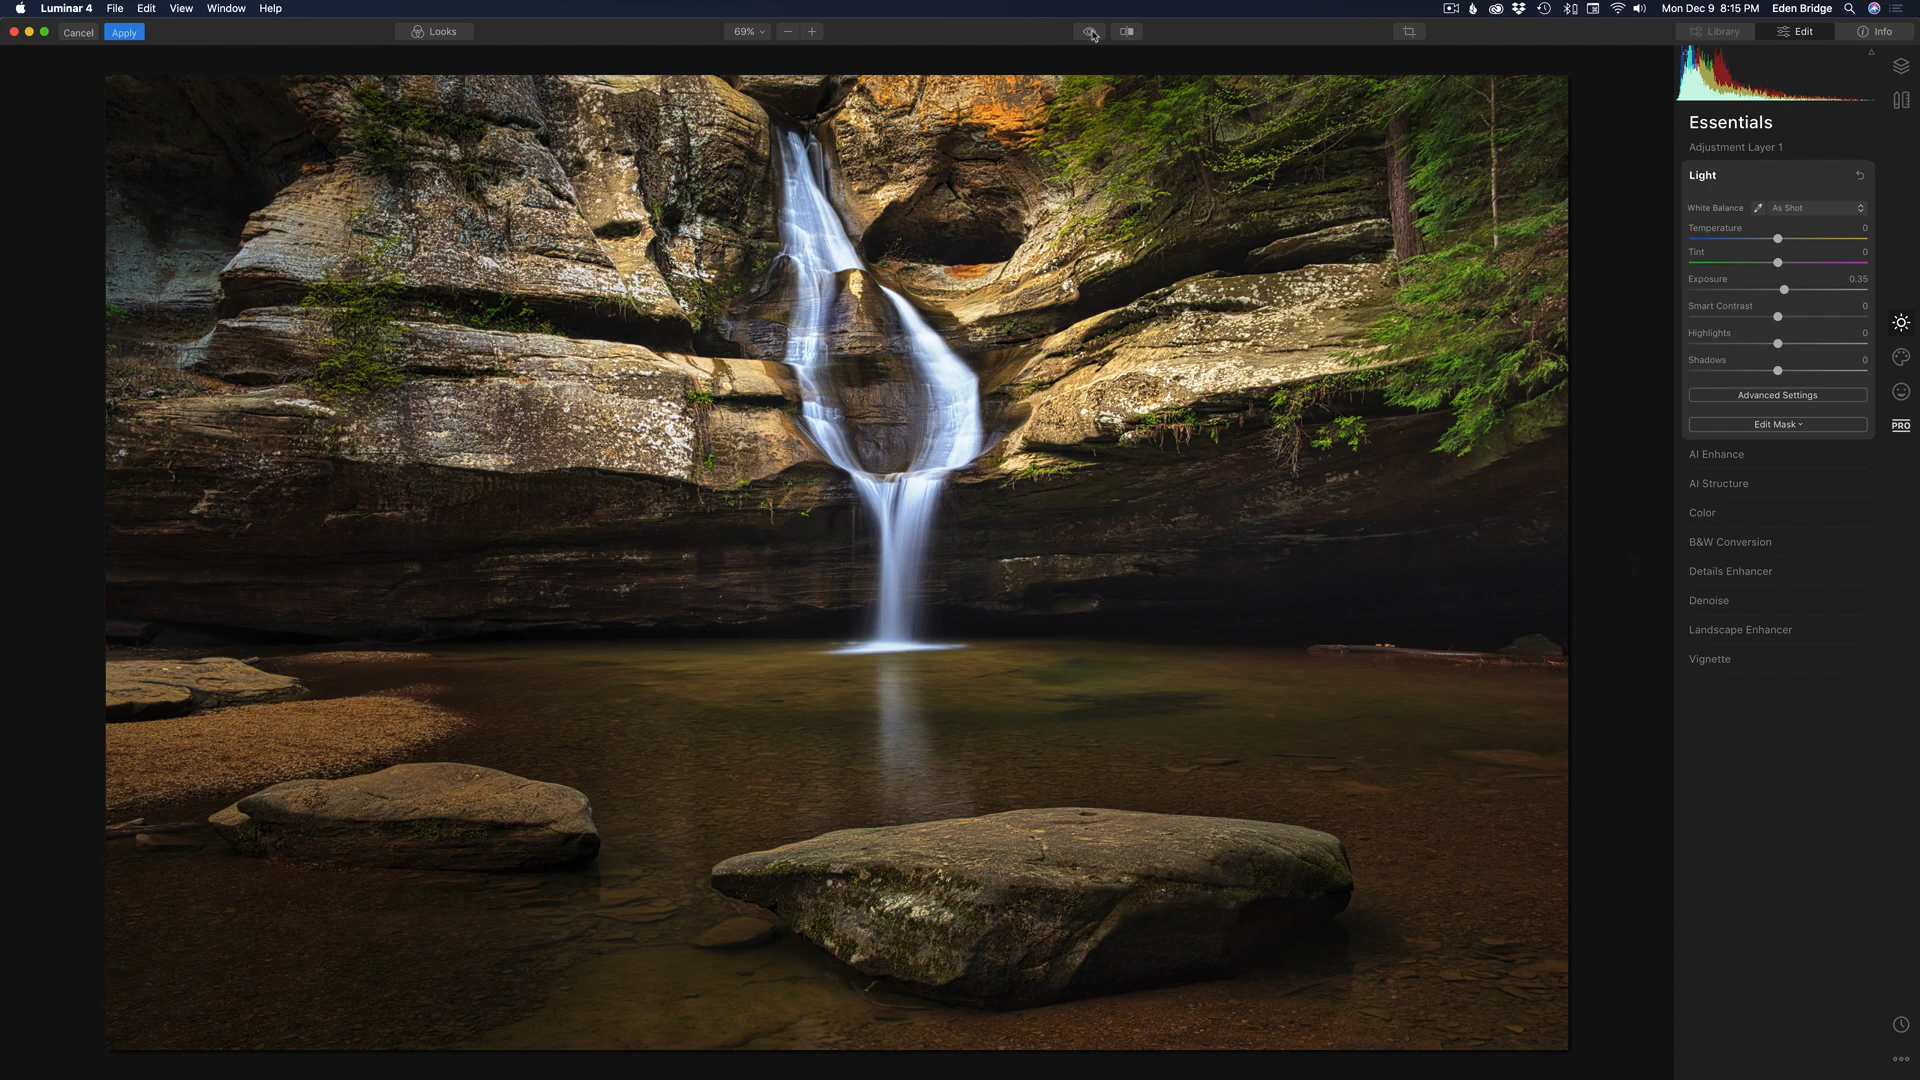 Luminar 4 File Edit View Window Help Mon Dec 9 8:15 PM Eden Bridge
Cancel Apply Looks 69% Library Edit Info
Essentials
Adjustment Layer 1
Light
White Balance As Shot
Temperature 0
Tint 0
Exposure 0.35
Smart Contrast 0
Highlights 0
Shadows 0
Advanced Settings
Edit Mask
PRO
AI Enhance
AI Structure
Color
B&W Conversion
Details Enhancer
Denoise
Landscape Enhancer
Vignette